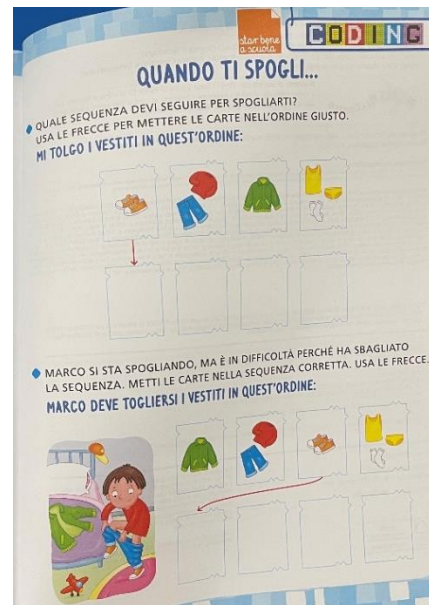 star bene
a scuola
CODING
QUANDO TI SPOGLI...
QUALE SEQUENZA DEVI SEGUIRE PER SPOGLIARTI?
USA LE FRECCE PER METTERE LE CARTE NELL'ORDINE GIUSTO.
MI TOLGO I VESTITI IN QUEST'ORDINE:
MARCO SI STA SPOGLIANDO, MA È IN DIFFICOLTÀ PERCHÉ HA SBAGLIATO
LA SEQUENZA. METTI LE CARTE NELLA SEQUENZA CORRETTA. USA LE FRECCE.
MARCO DEVE TOGLIERSI I VESTITI IN QUEST'ORDINE: